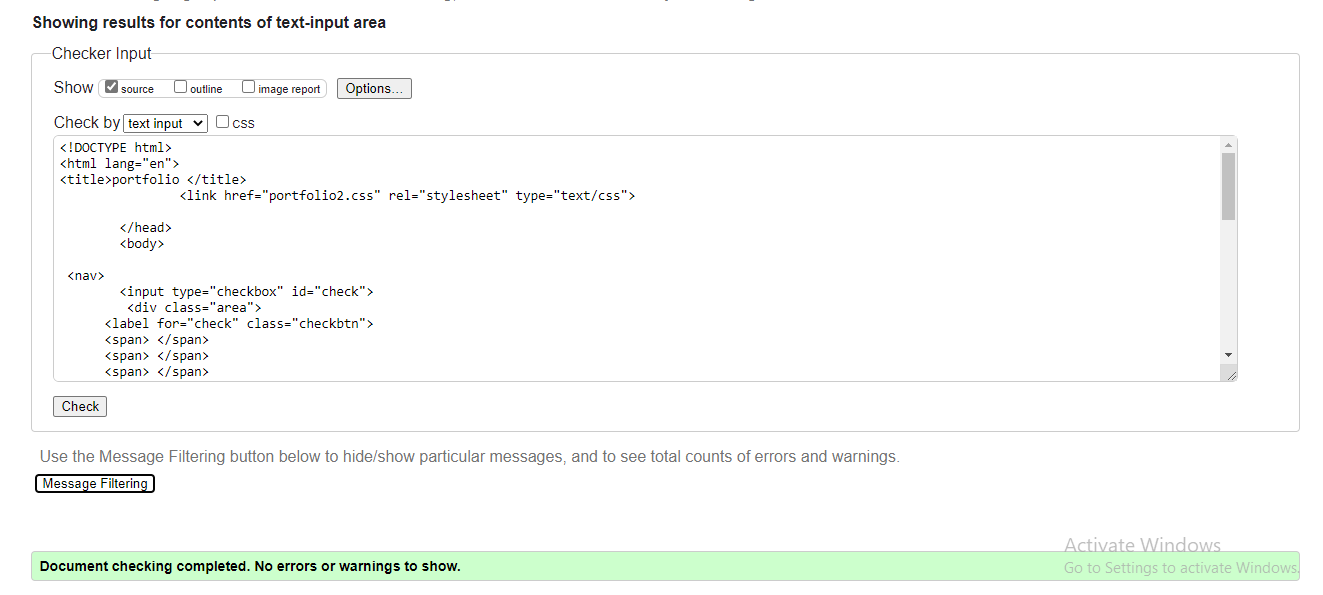 Showing results for contents of text-input area
Checker Input
Show source outline image report Options...
Check by text input css
<!DOCTYPE html>
<html lang="en">
<title>portfolio </title>
<link href="portfolio2.css" rel="stylesheet" type="text/css">
</head>
<body>
<nav>
<input type="checkbox" id="check">
<div class="area">
<label for="check" class="checkbtn">
<span> </span>
<span> </span>
<span> </span>
Check
Use the Message Filtering button below to hide/show particular messages, and to see total counts of errors and warnings.
Message Filtering
Activate Windows
Document checking completed. No errors or warnings to show.
Go to Settings to activate Windows.